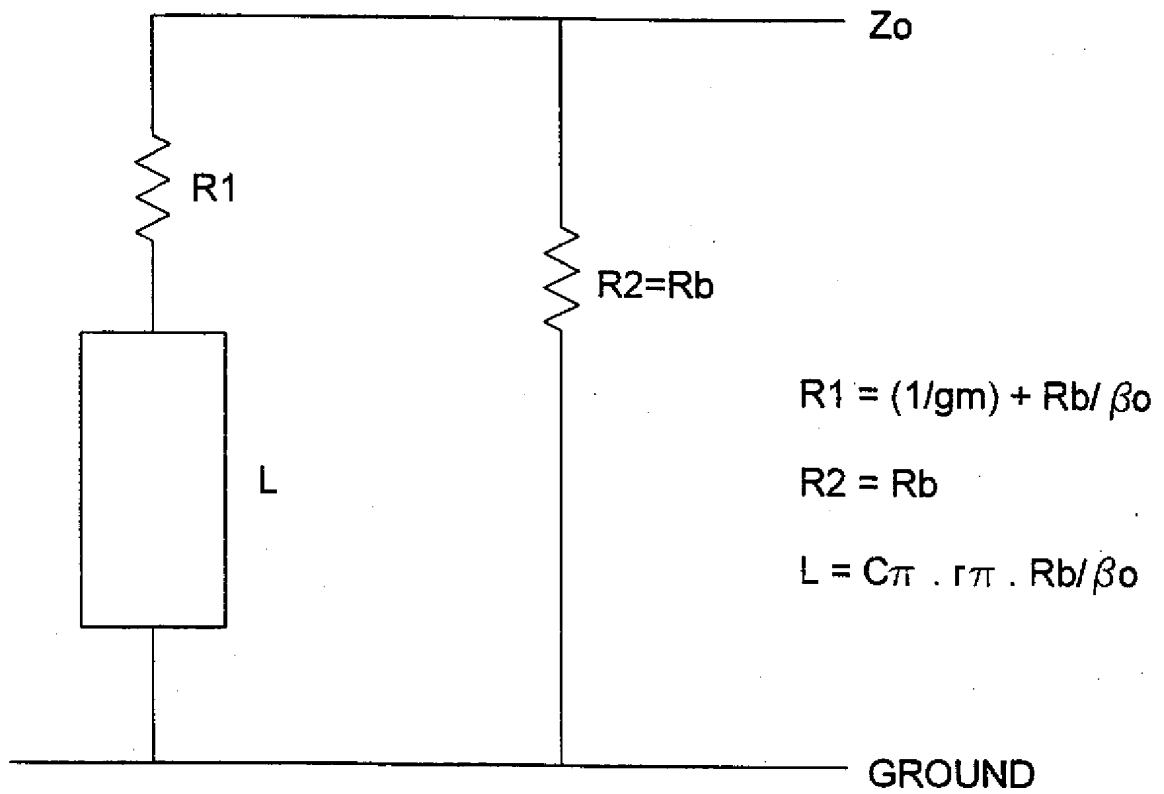 Zo
R1
R2=Rb
L
R1 = (1/gm) + Rb/βo
R2 = Rb
L = Cπ . rπ . Rb/βo
GROUND